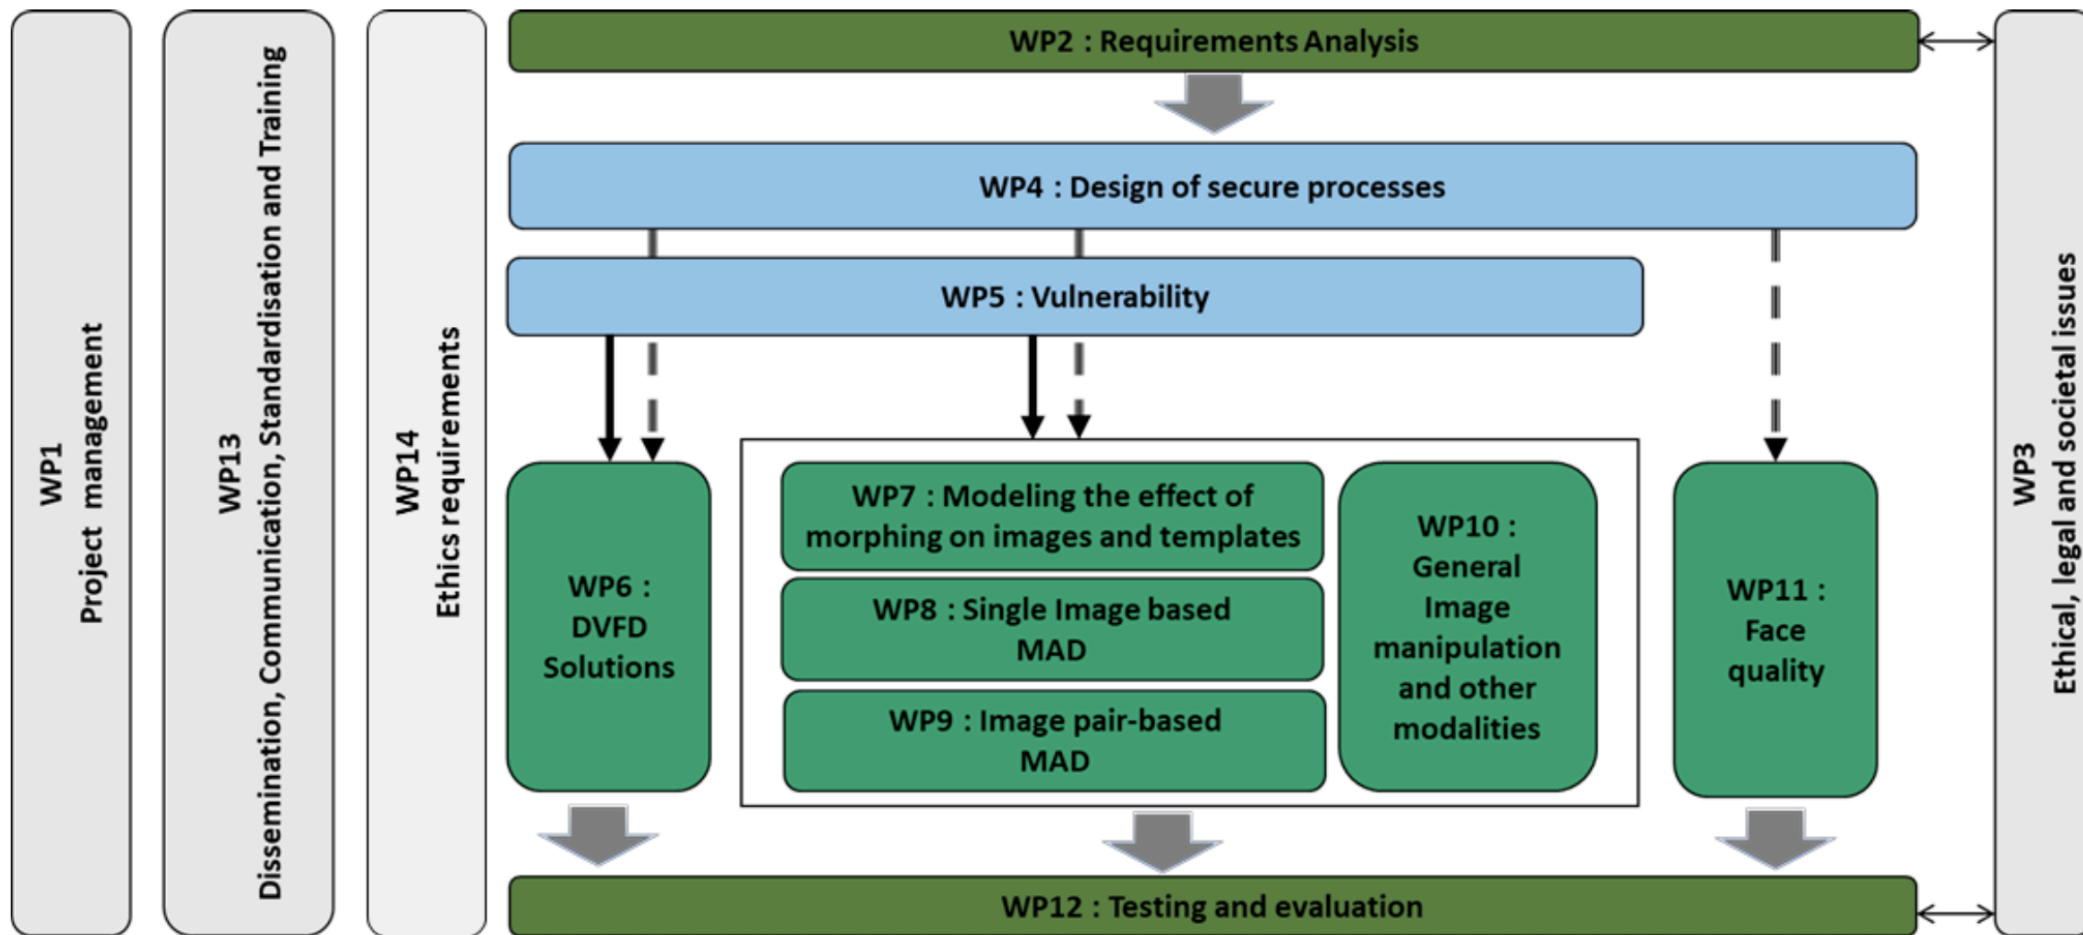 WP1
Project management
WP13
Dissemination, Communication, Standardisation and Training
WP14
Ethics requirements
WP2 : Requirements Analysis
WP4 : Design of secure processes
WP5 : Vulnerability
WP6 :
DVFD
Solutions
WP7 : Modeling the effect of
morphing on images and templates
WP8 : Single Image based
MAD
WP9 : Image pair-based
MAD
WP10 :
General
Image
manipulation
and other
modalities
WP11 :
Face
quality
WP12 : Testing and evaluation
WP3
Ethical, legal and societal issues